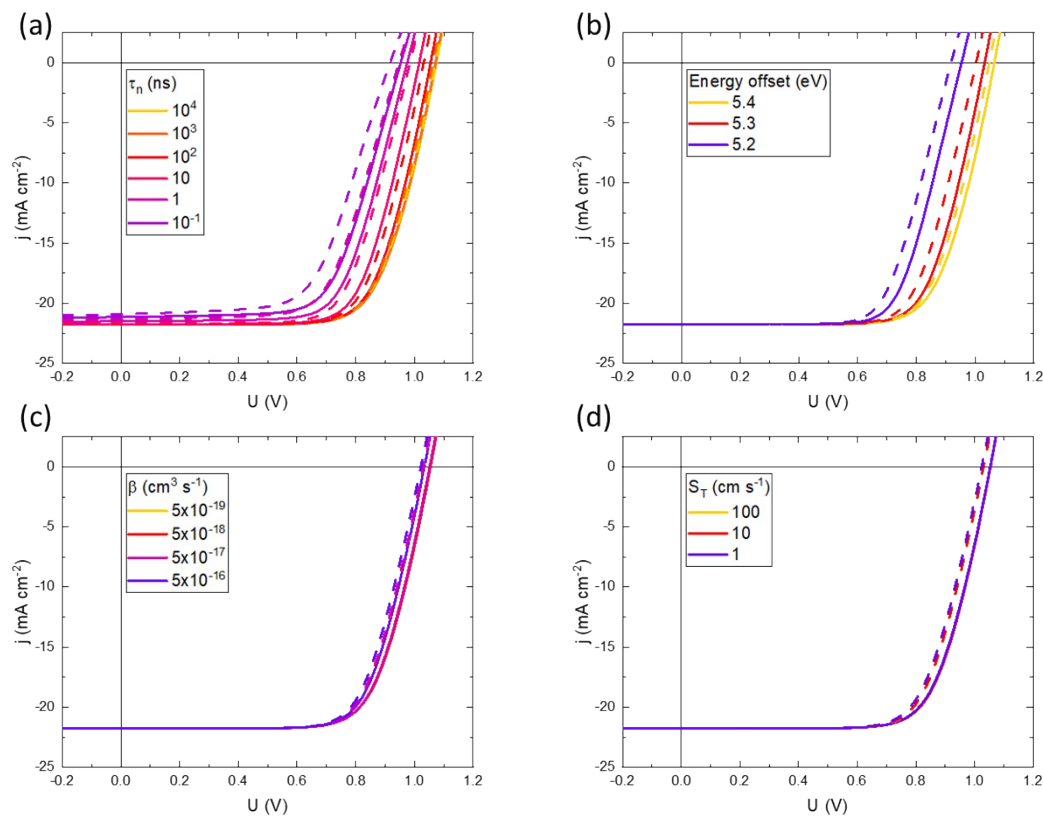 (a)
0
-5
-10
-15
-20
-25
-0.2 0.0 0.2 0.4 0.6 0.8 1.0 1.2
U (V)
j (mA cm⁻²)
τₙ (ns)
10⁴
10³
10²
10
1
10⁻¹
(b)
0
-5
-10
-15
-20
-25
-0.2 0.0 0.2 0.4 0.6 0.8 1.0 1.2
U (V)
j (mA cm⁻²)
Energy offset (eV)
5.4
5.3
5.2
(c)
0
-5
-10
-15
-20
-25
-0.2 0.0 0.2 0.4 0.6 0.8 1.0 1.2
U (V)
j (mA cm⁻²)
β (cm³ s⁻¹)
5x10⁻¹⁹
5x10⁻¹⁸
5x10⁻¹⁷
5x10⁻¹⁶
(d)
0
-5
-10
-15
-20
-25
-0.2 0.0 0.2 0.4 0.6 0.8 1.0 1.2
U (V)
j (mA cm⁻²)
S_T (cm s⁻¹)
100
10
1